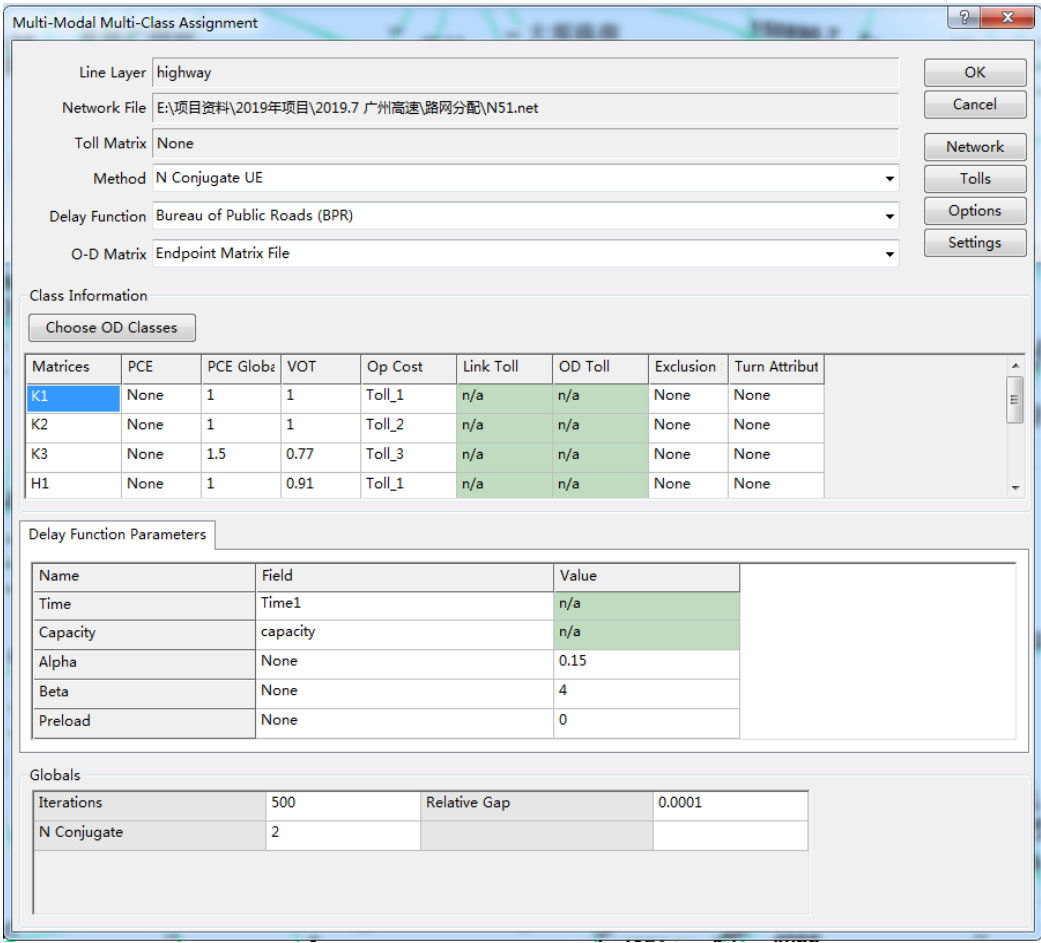 Multi-Modal Multi-Class Assignment
Line Layer highway
Network File E:\项目资料\2019年项目\2019.7 广州高速\路网分配\N51.net
Toll Matrix None
Method N Conjugate UE
Delay Function Bureau of Public Roads (BPR)
O-D Matrix Endpoint Matrix File
OK
Cancel
Network
Tolls
Options
Settings
Class Information
Choose OD Classes
Matrices PCE PCE Globa VOT Op Cost Link Toll OD Toll Exclusion Turn Attribut
K1 None 1 1 Toll_1 n/a n/a None None
K2 None 1 1 Toll_2 n/a n/a None None
K3 None 1.5 0.77 Toll_3 n/a n/a None None
H1 None 1 0.91 Toll_1 n/a n/a None None
Delay Function Parameters
Name Field Value
Time Time1 n/a
Capacity capacity n/a
Alpha None 0.15
Beta None 4
Preload None 0
Globals
Iterations 500 Relative Gap 0.0001
N Conjugate 2